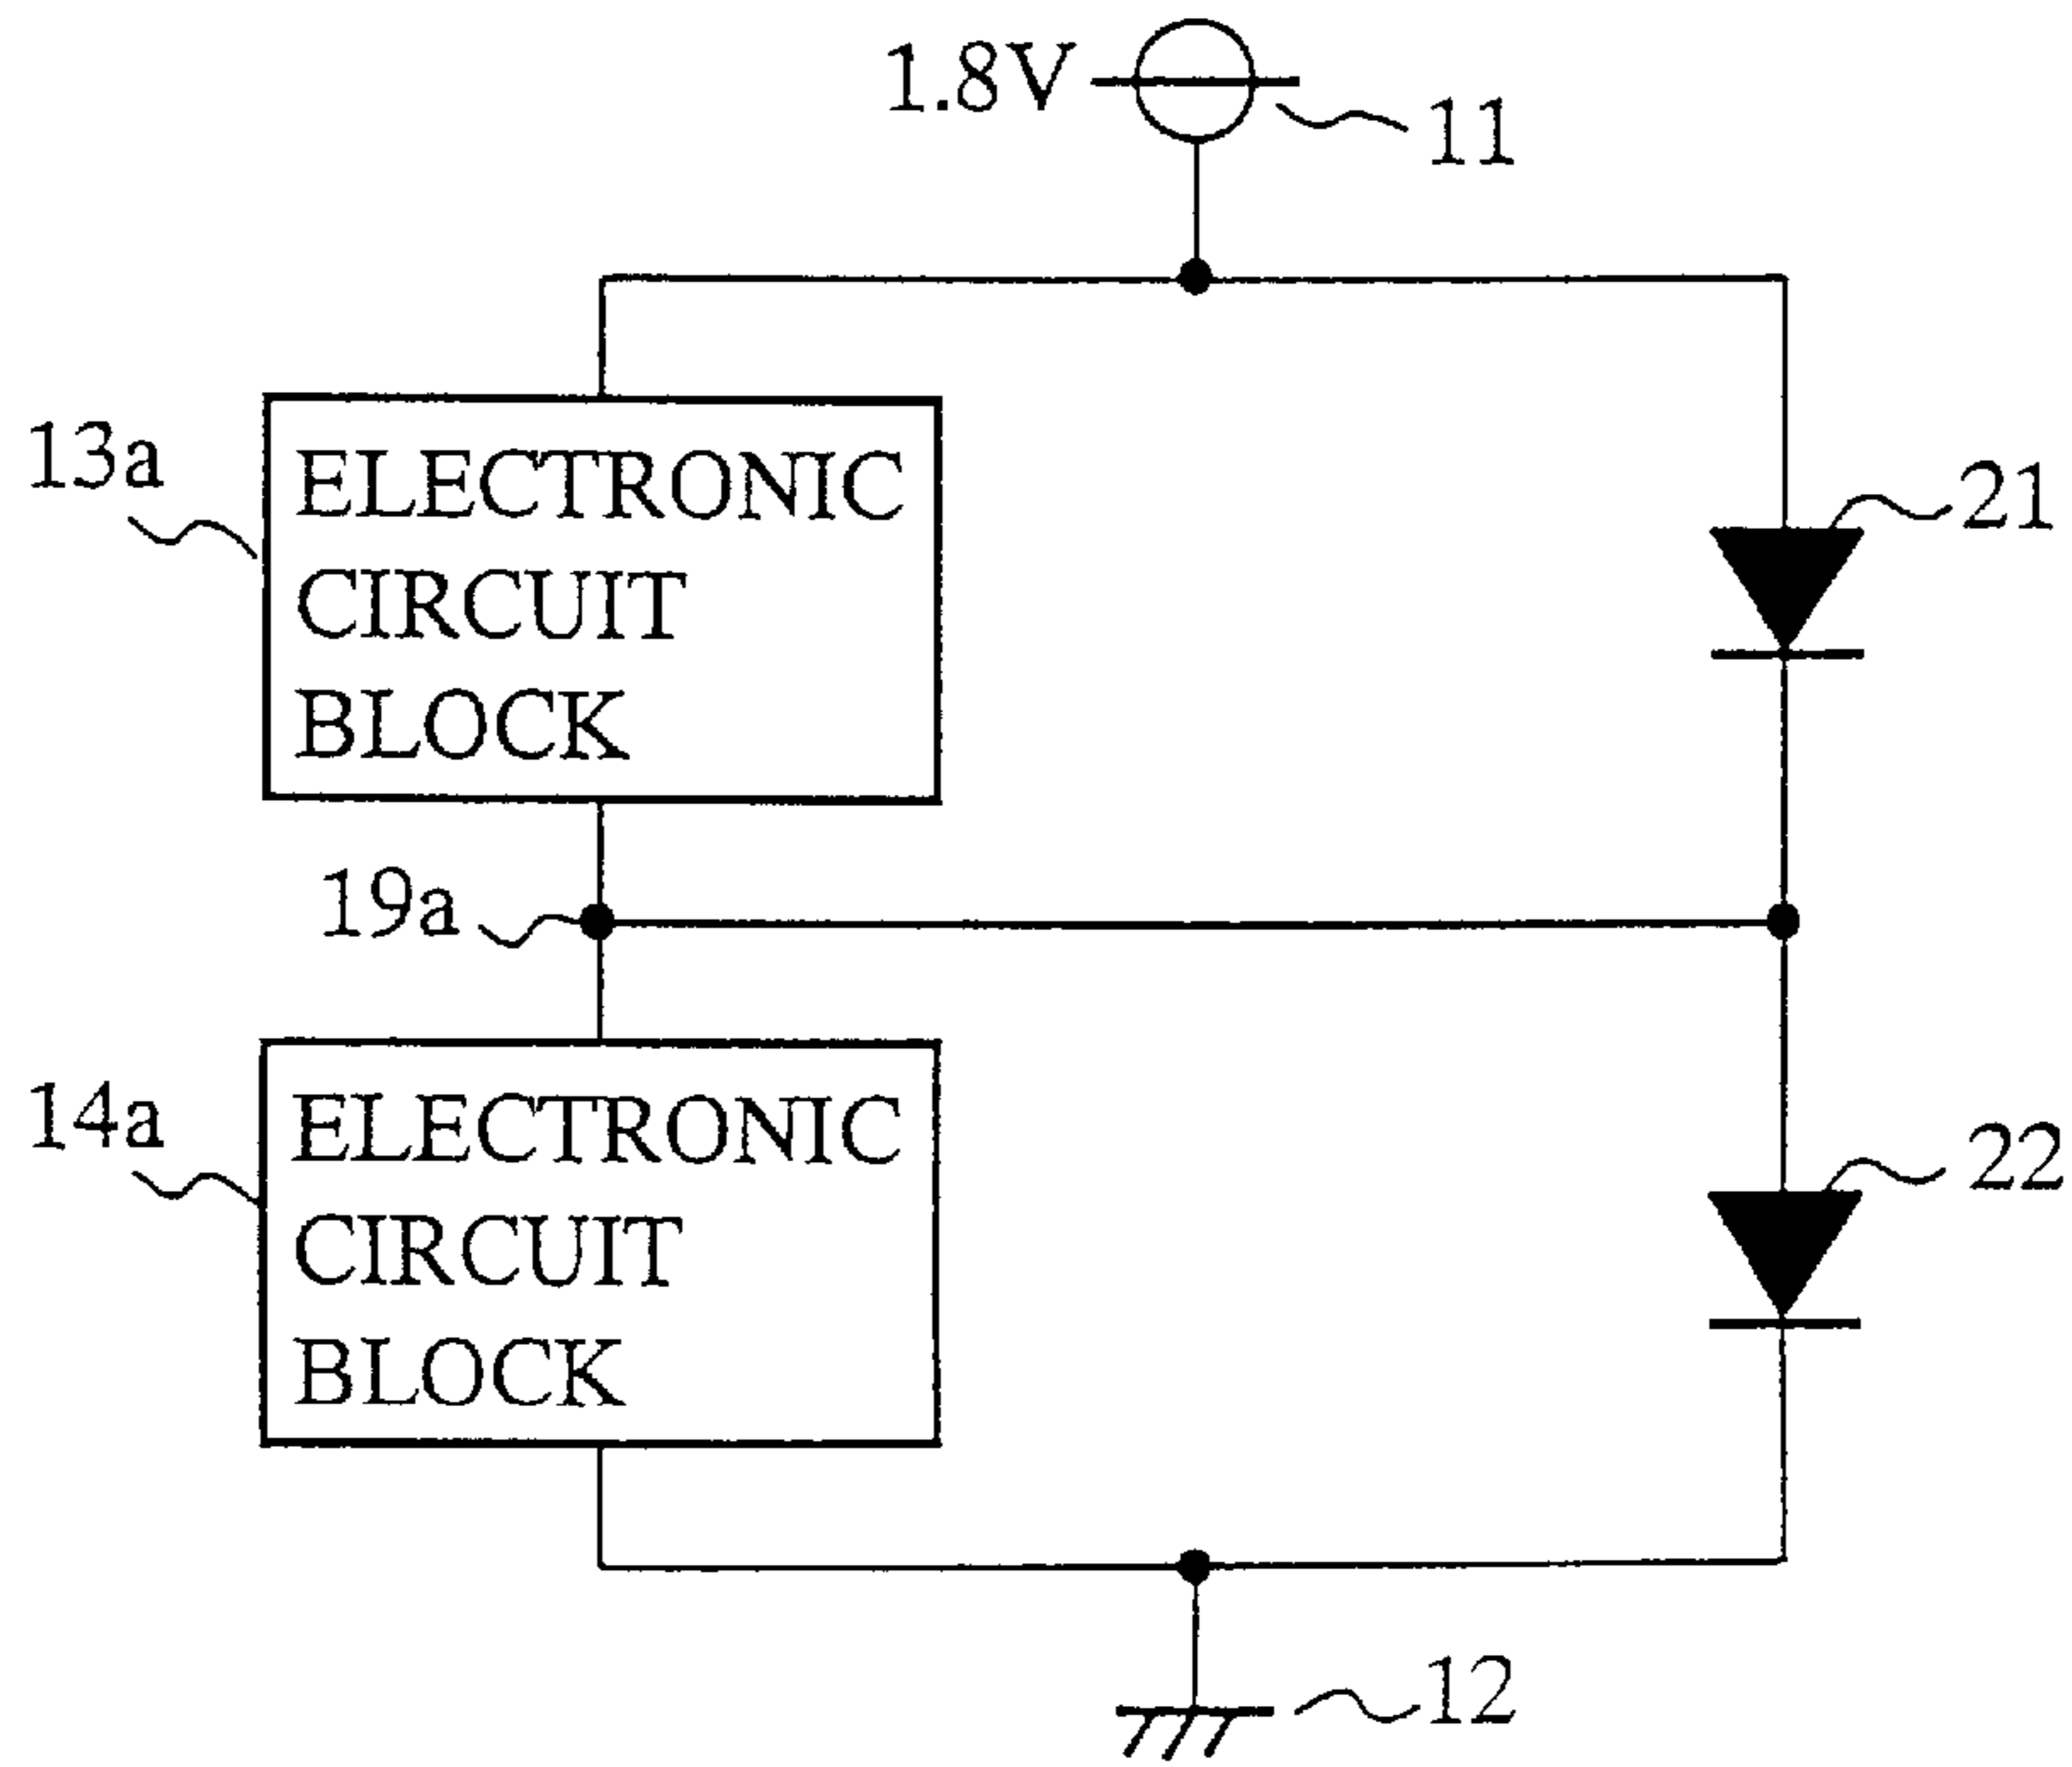 1.8V
11
13a
ELECTRONIC
CIRCUIT
BLOCK
21
19a
14a
ELECTRONIC
CIRCUIT
BLOCK
22
12